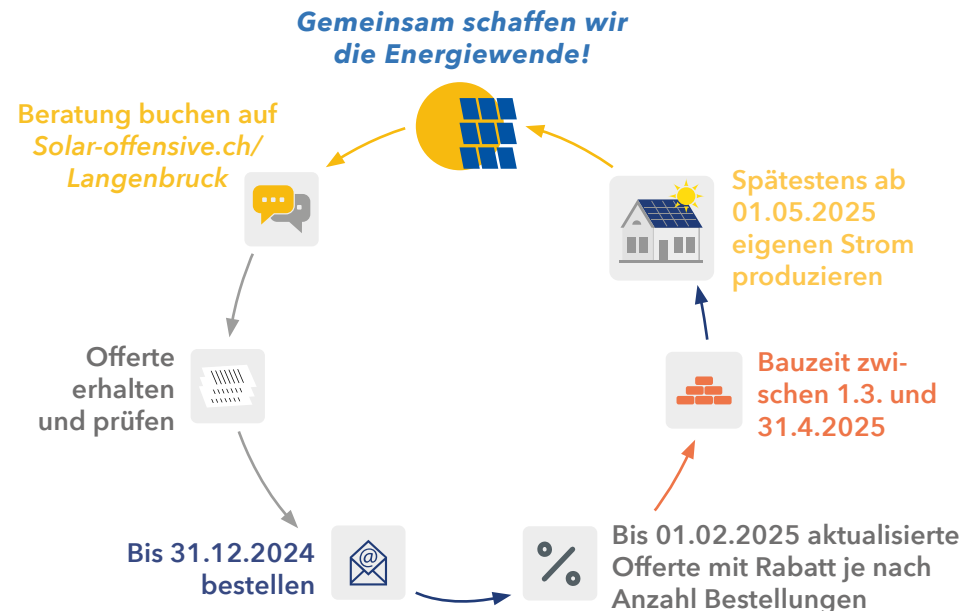 Gemeinsam schaffen wir
die Energiewende!
Beratung buchen auf
Solar-offensive.ch/
Langenbruck
Offerte
erhalten
und prüfen
Bis 31.12.2024
bestellen
@
Bis 01.02.2025 aktualisierte
Offerte mit Rabatt je nach
Anzahl Bestellungen
%
Bauzeit zwi-
schen 1.3. und
31.4.2025
Spätestens ab
01.05.2025
eigenen Strom
produzieren